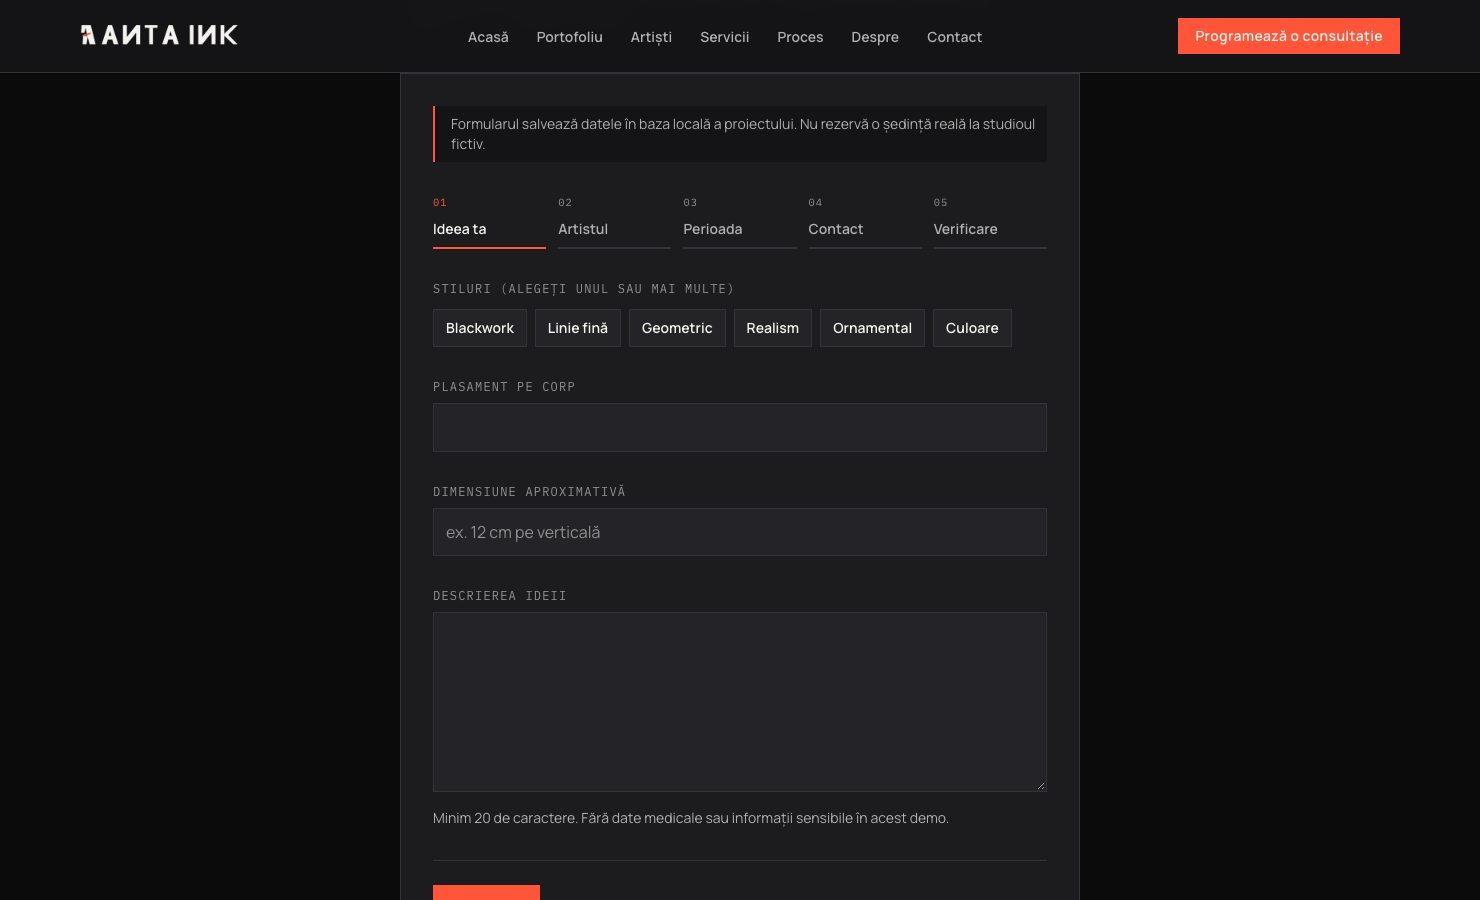 ANTA INK
Acasă
Portofoliu
Artiști
Servicii
Proces
Despre
Contact
Programează o consultație
Formularul salvează datele în baza locală a proiectului. Nu rezervă o ședință reală la studioul
fictiv.
01
Ideea ta
02
Artistul
03
Perioada
04
Contact
05
Verificare
STILURI (ALEGEȚI UNUL SAU MAI MULTE)
Blackwork
Linie fină
Geometric
Realism
Ornamental
Culoare
PLASAMENT PE CORP
DIMENSIUNE APROXIMATIVĂ
ex. 12 cm pe verticală
DESCRIEREA IDEII
Minim 20 de caractere. Fără date medicale sau informații sensibile în acest demo.